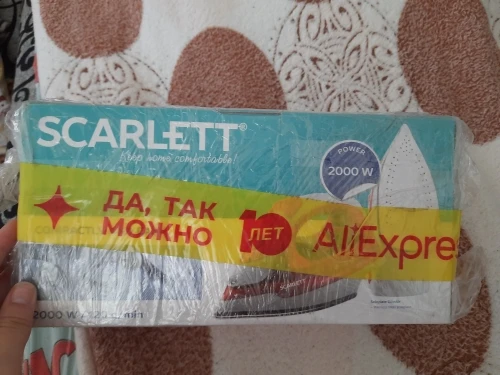 SCARLETT®
Keep home comfortable!
POWER
2000 W
ДА, ТАК
МОЖНО
10
ЛЕТ
AliExpre
2000 W